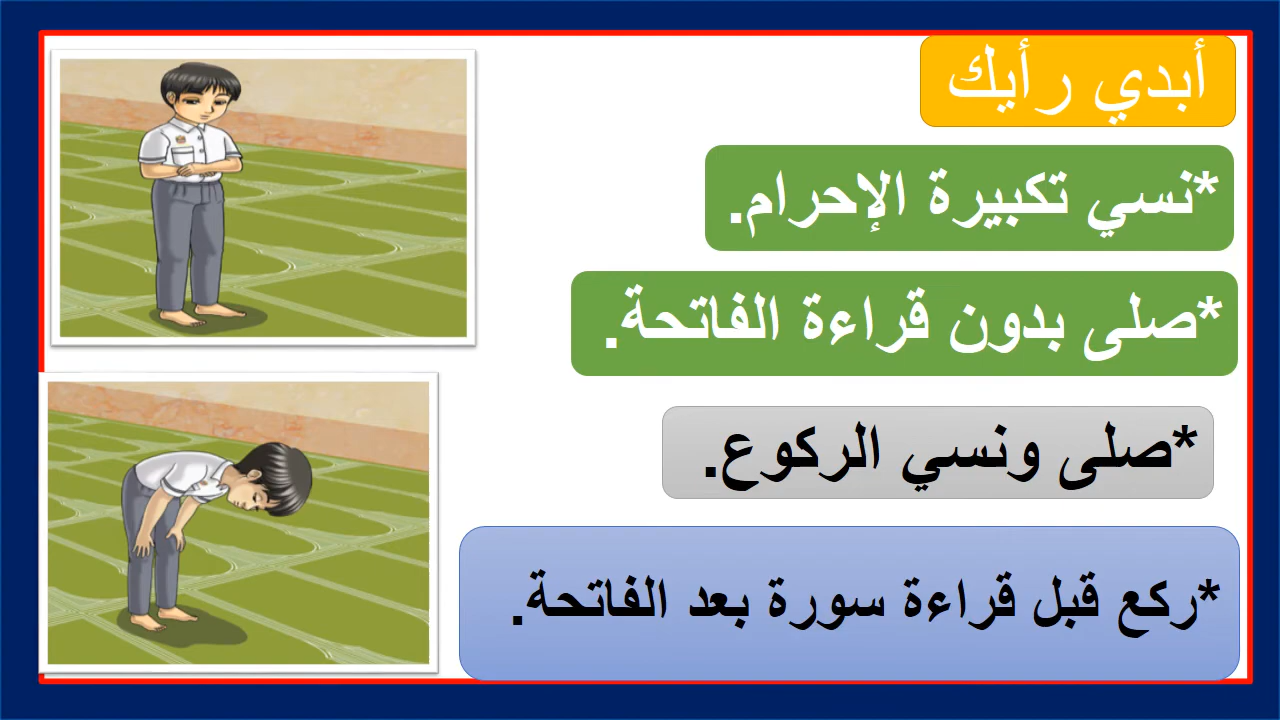 أبدي رأيك
*نسي تكبيرة الإحرام.
*صلى بدون قراءة الفاتحة.
*صلى ونسي الركوع.
*ركع قبل قراءة سورة بعد الفاتحة.